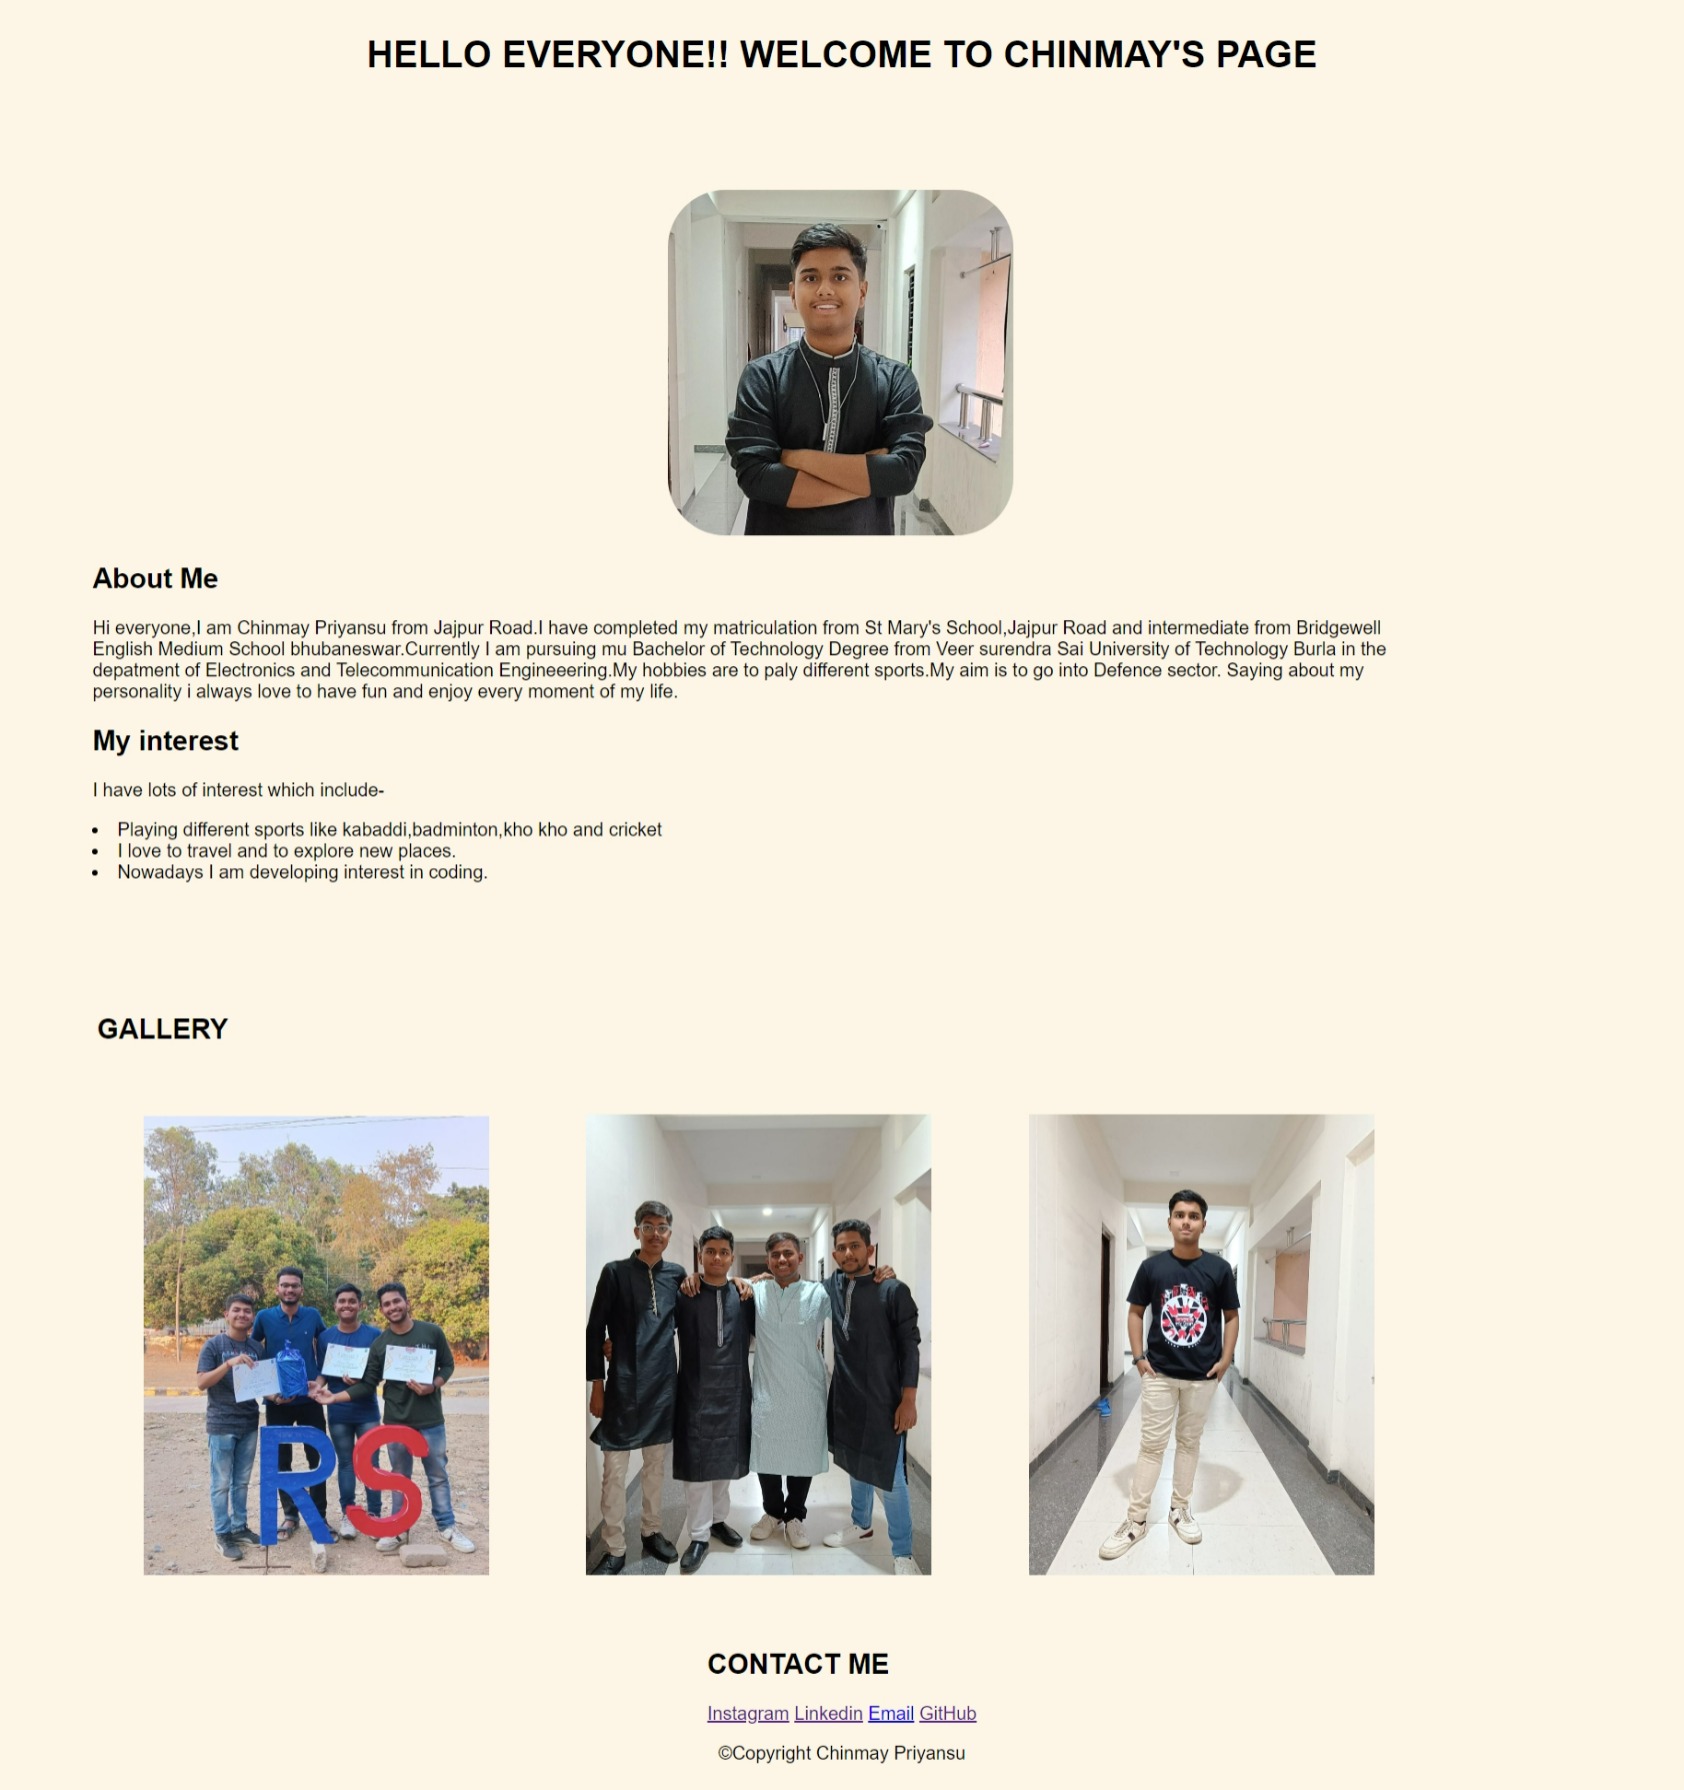 HELLO EVERYONE!! WELCOME TO CHINMAY'S PAGE
About Me
Hi everyone,I am Chinmay Priyansu from Jajpur Road.I have completed my matriculation from St Mary's School,Jajpur Road and intermediate from Bridgewell
English Medium School bhubaneswar.Currently I am pursuing mu Bachelor of Technology Degree from Veer surendra Sai University of Technology Burla in the
depatment of Electronics and Telecommunication Engineeering.My hobbies are to paly different sports.My aim is to go into Defence sector. Saying about my
personality i always love to have fun and enjoy every moment of my life.
My interest
I have lots of interest which include-
• Playing different sports like kabaddi,badminton,kho kho and cricket
• I love to travel and to explore new places.
• Nowadays I am developing interest in coding.
GALLERY
RS
CONTACT ME
Instagram Linkedin Email GitHub
©Copyright Chinmay Priyansu